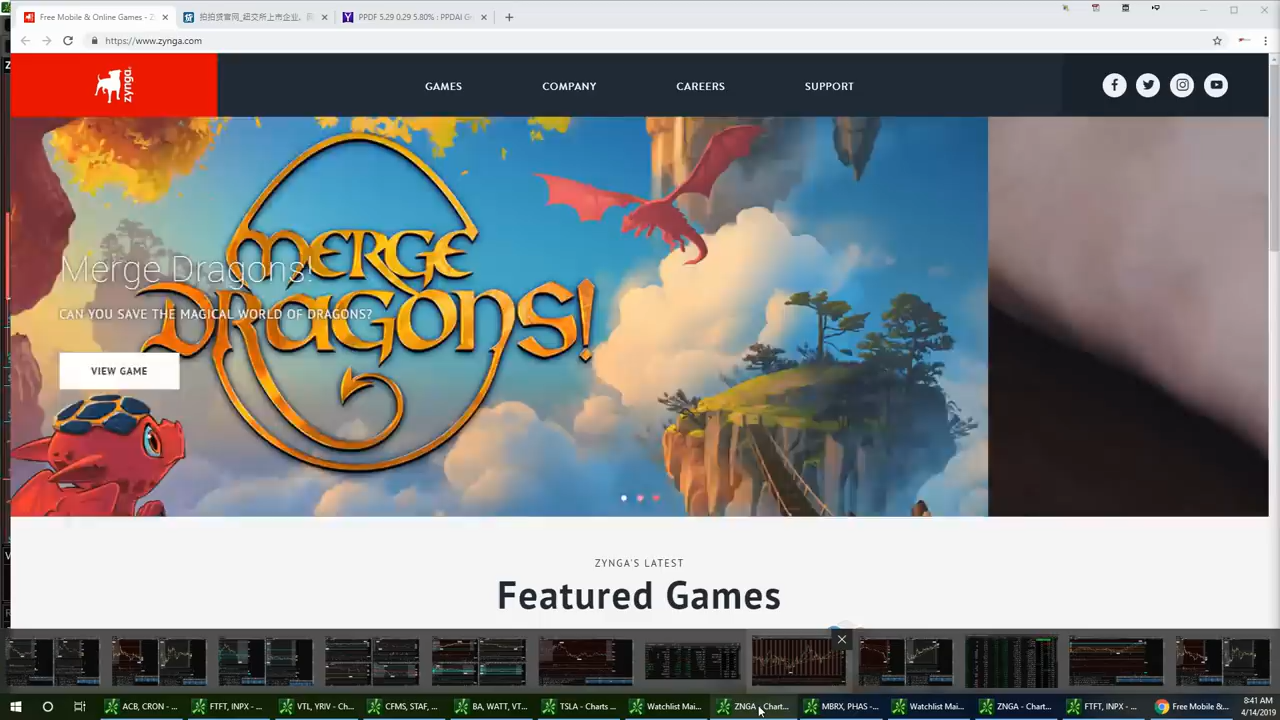 Free Mobile & Online Games - Z
拍拍贷官网_纽交所上市企业,
PPDF 5.29 0.29 5.80% : PPDAI Gr
https://www.zynga.com
zynga
GAMES
COMPANY
CAREERS
SUPPORT
MERGE
DRAGONS!
Merge Dragons!
CAN YOU SAVE THE MAGICAL WORLD OF DRAGONS?
VIEW GAME
ZYNGA'S LATEST
Featured Games
ACB, CRON - ...
FTFT, INPX - ...
VTL, YRIV - Ch...
CFMS, STAF, ...
BA, WATT, VT...
TSLA - Charts ...
Watchlist Mai...
ZNGA - Chart...
MBRX, PHAS - ...
Watchlist Mai...
ZNGA - Chart...
FTFT, INPX - ...
Free Mobile &...
8:41 AM
4/14/2019